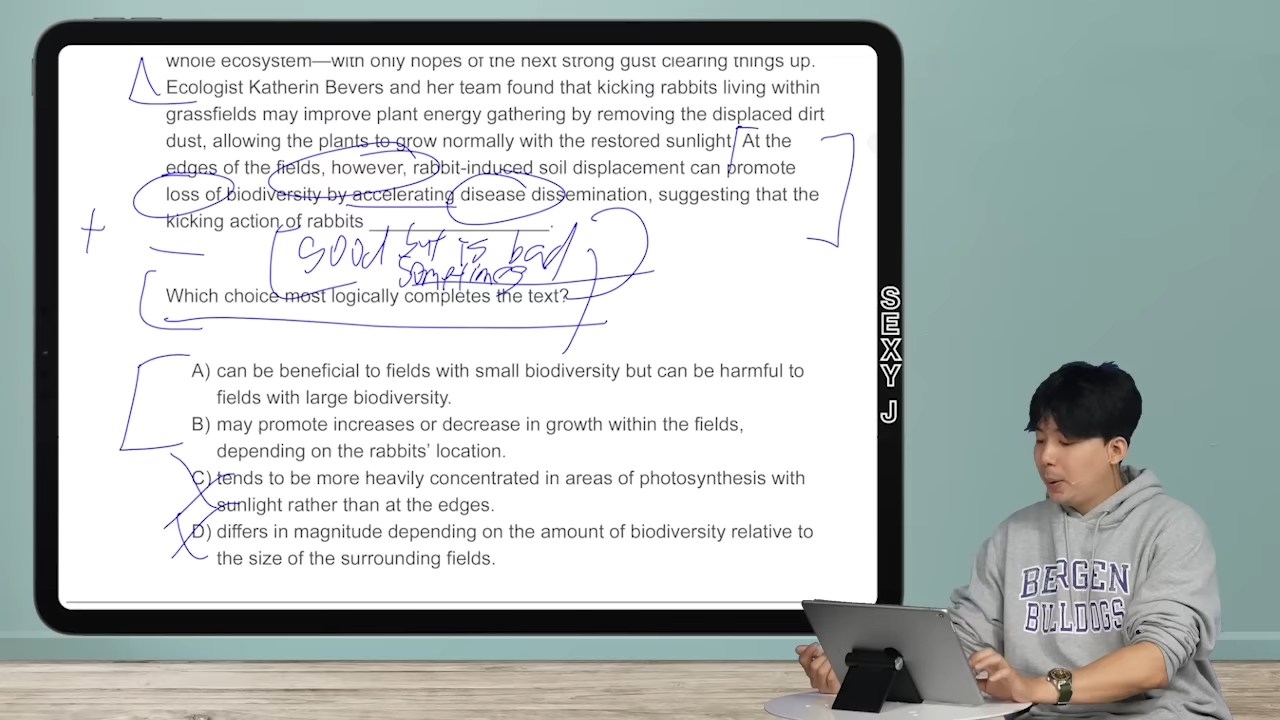 whole ecosystem—with only hopes of the next strong gust clearing things up.
Ecologist Katherin Bevers and her team found that kicking rabbits living within
grassfields may improve plant energy gathering by removing the displaced dirt
dust, allowing the plants to grow normally with the restored sunlight. At the
edges of the fields, however, rabbit-induced soil displacement can promote
loss of biodiversity by accelerating disease dissemination, suggesting that the
kicking action of rabbits ____________________.
+
good but is bad
sometimes
Which choice most logically completes the text?
A) can be beneficial to fields with small biodiversity but can be harmful to
fields with large biodiversity.
B) may promote increases or decrease in growth within the fields,
depending on the rabbits' location.
C) tends to be more heavily concentrated in areas of photosynthesis with
sunlight rather than at the edges.
D) differs in magnitude depending on the amount of biodiversity relative to
the size of the surrounding fields.
SEXY J
BERGEN
BULLDOGS